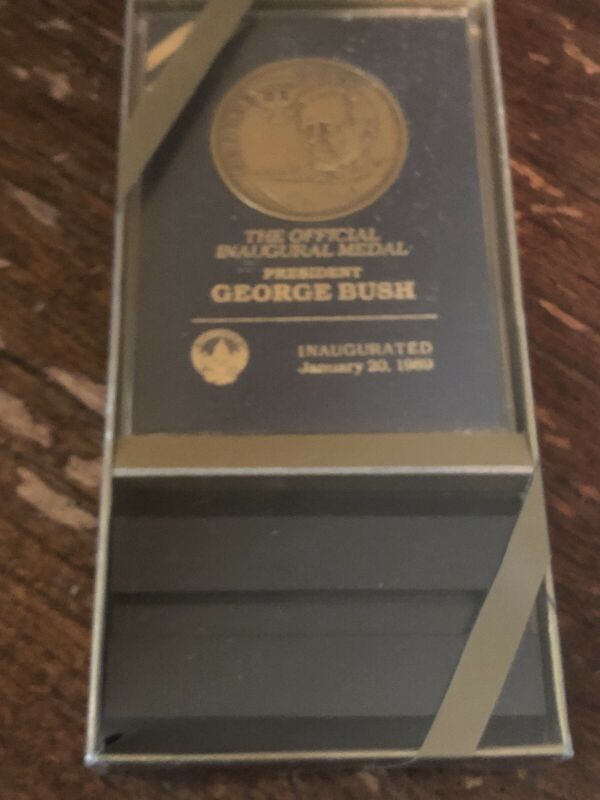 THE OFFICIAL
INAUGURAL MEDAL
PRESIDENT
GEORGE BUSH
INAUGURATED
January 20, 1989